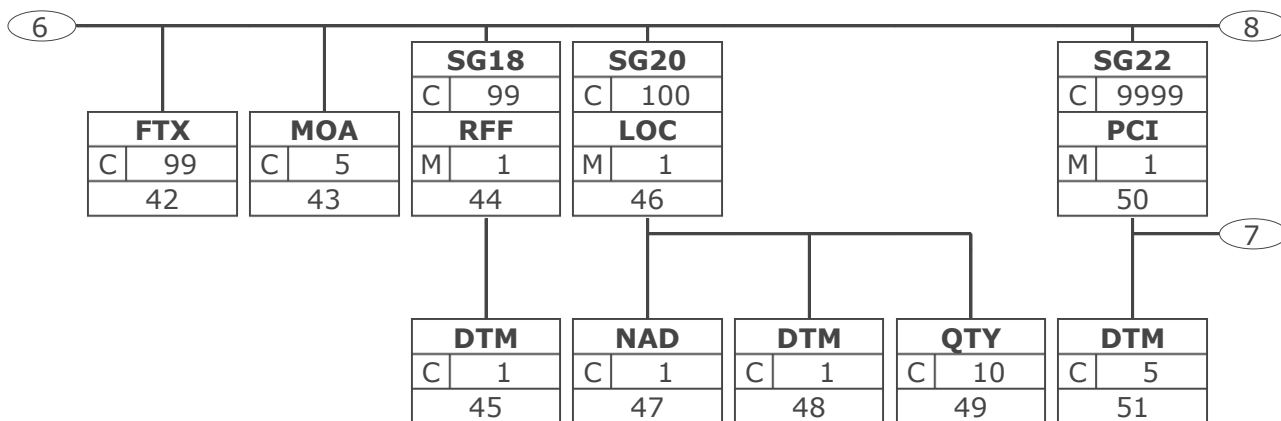 6 8
SG18 SG20 SG22
C 99 C 100 C 9999
FTX MOA RFF LOC PCI
C 99 C 5 M 1 M 1 M 1
42 43 44 46 50
7
DTM NAD DTM QTY DTM
C 1 C 1 C 1 C 10 C 5
45 47 48 49 51